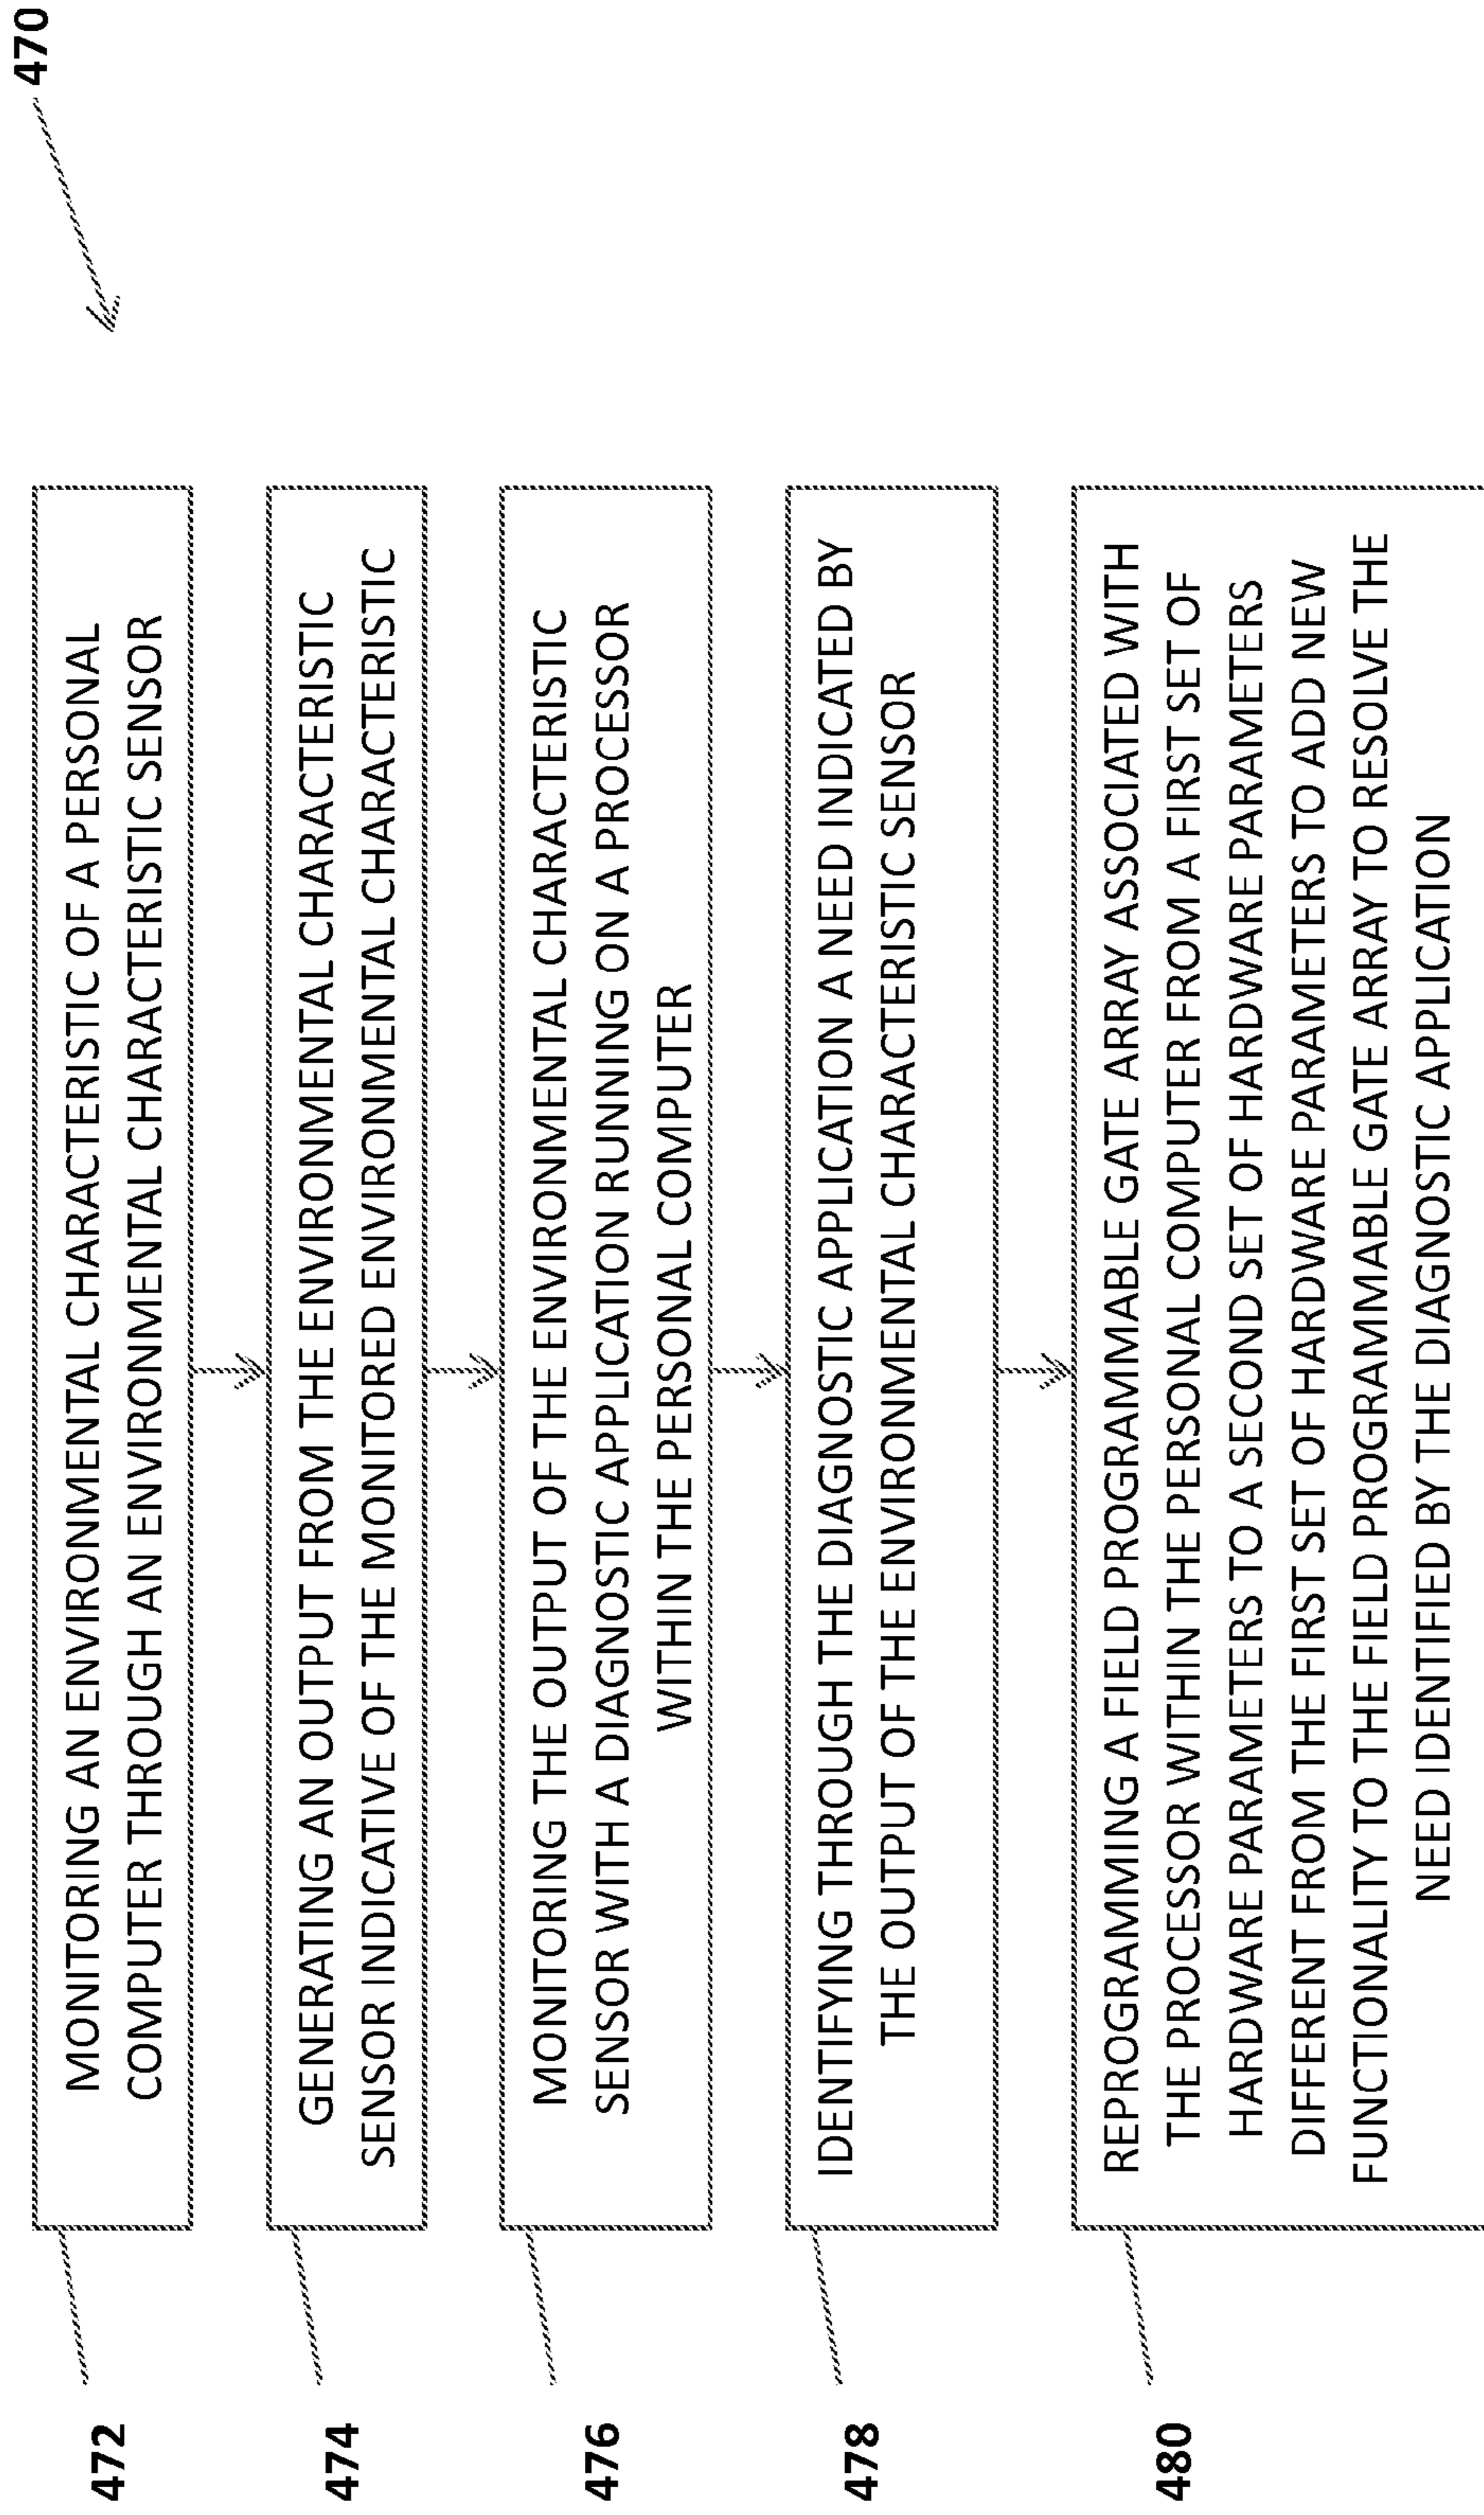 470
472
MONITORING AN ENVIRONMENTAL CHARACTERISTIC OF A PERSONAL
COMPUTER THROUGH AN ENVIRONMENTAL CHARACTERISTIC SENSOR
474
GENERATING AN OUTPUT FROM THE ENVIRONMENTAL CHARACTERISTIC
SENSOR INDICATIVE OF THE MONITORED ENVIRONMENTAL CHARACTERISTIC
476
MONITORING THE OUTPUT OF THE ENVIRONMENTAL CHARACTERISTIC
SENSOR WITH A DIAGNOSTIC APPLICATION RUNNING ON A PROCESSOR
WITHIN THE PERSONAL COMPUTER
478
IDENTIFYING THROUGH THE DIAGNOSTIC APPLICATION A NEED INDICATED BY
THE OUTPUT OF THE ENVIRONMENTAL CHARACTERISTIC SENSOR
480
REPROGRAMMING A FIELD PROGRAMMABLE GATE ARRAY ASSOCIATED WITH
THE PROCESSOR WITHIN THE PERSONAL COMPUTER FROM A FIRST SET OF
HARDWARE PARAMETERS TO A SECOND SET OF HARDWARE PARAMETERS
DIFFERENT FROM THE FIRST SET OF HARDWARE PARAMETERS TO ADD NEW
FUNCTIONALITY TO THE FIELD PROGRAMMABLE GATE ARRAY TO RESOLVE THE
NEED IDENTIFIED BY THE DIAGNOSTIC APPLICATION